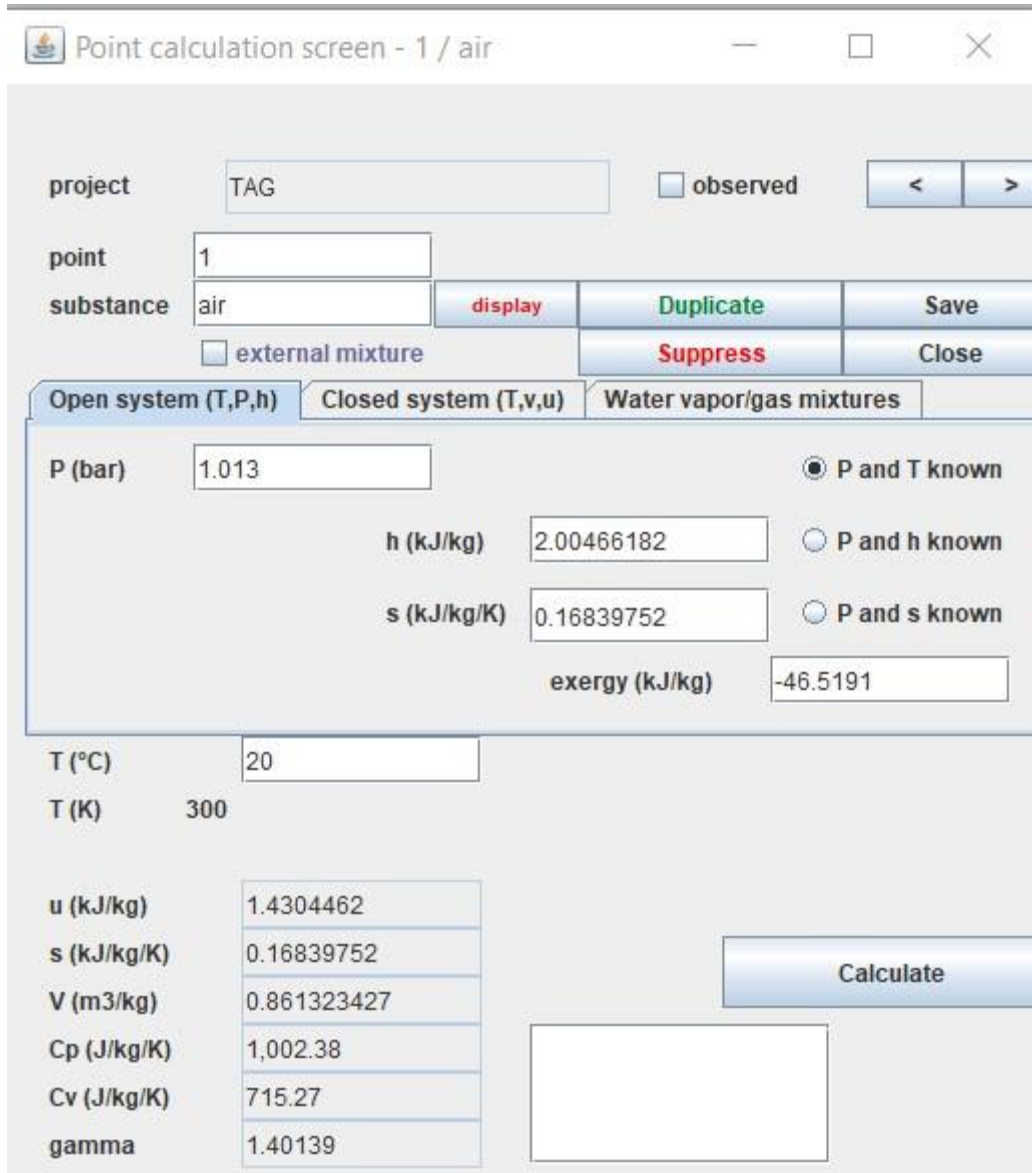 Point calculation screen - 1 / air
project TAG observed < >
point 1
substance air display Duplicate Save
external mixture Suppress Close
Open system (T,P,h) Closed system (T,v,u) Water vapor/gas mixtures
P (bar) 1.013 P and T known
h (kJ/kg) 2.00466182 P and h known
s (kJ/kg/K) 0.16839752 P and s known
exergy (kJ/kg) -46.5191
T (°C) 20
T (K) 300
u (kJ/kg) 1.4304462
s (kJ/kg/K) 0.16839752
Calculate
V (m3/kg) 0.861323427
Cp (J/kg/K) 1,002.38
Cv (J/kg/K) 715.27
gamma 1.40139